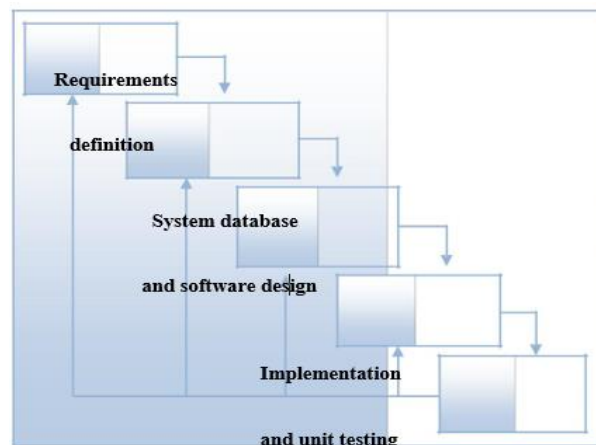 Requirements
definition
System database
and software design
Implementation
and unit testing